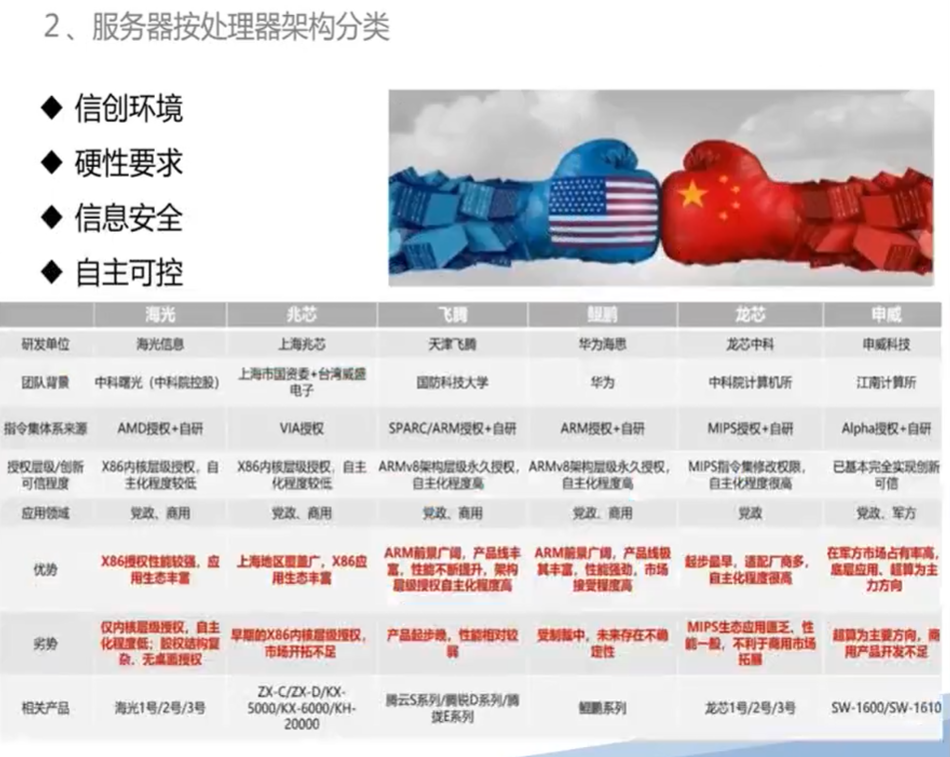 2、服务器按处理器架构分类
◆ 信创环境
◆ 硬性要求
◆ 信息安全
◆ 自主可控
海光 兆芯 飞腾 鲲鹏 龙芯 申威
研发单位 海光信息 上海兆芯 天津飞腾 华为海思 龙芯中科 申威科技
团队背景 中科曙光（中科院控股） 上海市国资委+台湾威盛电子 国防科技大学 华为 中科院计算机所 江南计算所
指令集体系来源 AMD授权+自研 VIA授权 SPARC/ARM授权+自研 ARM授权+自研 MIPS授权+自研 Alpha授权+自研
授权层级/创新可信程度 X86内核层级授权，自主化程度较低 X86内核层级授权，自主化程度较低 ARMv8架构层级永久授权，自主化程度高 ARMv8架构层级永久授权，自主化程度高 MIPS指令集修改权限，自主化程度很高 已基本完全实现创新可信
应用领域 党政、商用 党政、商用 党政、商用 党政、商用 党政 党政、军方
优势 X86授权性能较强，应用生态丰富 上海地区覆盖广，X86应用生态丰富 ARM前景广阔，产品线丰富，性能不断提升，架构层级授权自主化程度高 ARM前景广阔，产品线极其丰富，性能强劲，市场接受程度高 起步最早，适配厂商多，自主化程度很高 在军方市场占有率高，底层应用、超算为主力方向
劣势 仅内核层级授权，自主化程度低；股权结构复杂，无桌面授权 早期的X86内核层级授权，市场开拓不足 产品起步晚，性能相对较弱 受制裁中，未来存在不确定性 MIPS生态应用匮乏，性能一般，不利于商用市场拓展 超算为主要方向，商用产品开发不足
相关产品 海光1号/2号/3号 ZX-C/ZX-D/KX-5000/KX-6000/KH-20000 腾云S系列/腾锐D系列/腾珑E系列 鲲鹏系列 龙芯1号/2号/3号 SW-1600/SW-1610